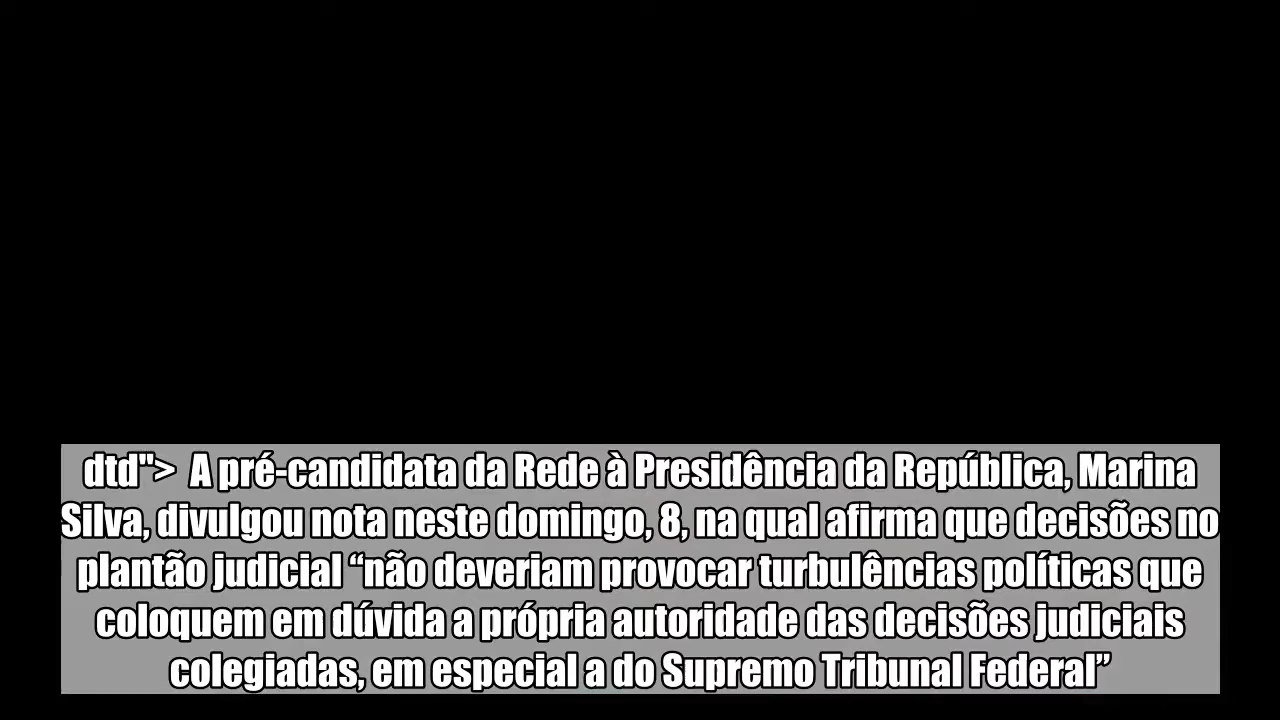 dtd"> A pré-candidata da Rede à Presidência da República, Marina
Silva, divulgou nota neste domingo, 8, na qual afirma que decisões no
plantão judicial “não deveriam provocar turbulências políticas que
coloquem em dúvida a própria autoridade das decisões judiciais
colegiadas, em especial a do Supremo Tribunal Federal”